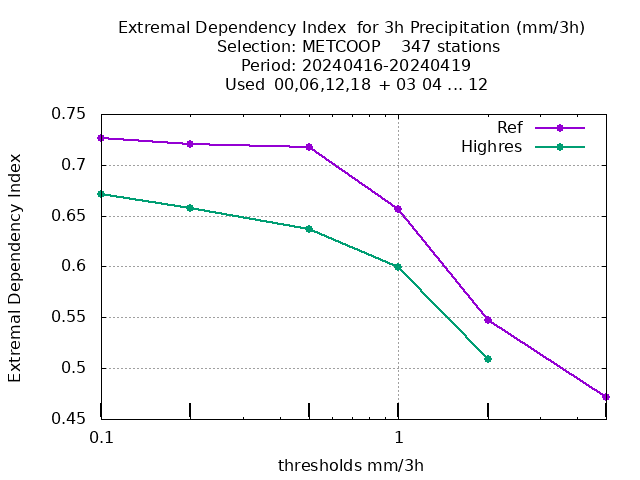 Extremal Dependency Index  for 3h Precipitation (mm/3h)
Selection: METCOOP    347 stations
Period: 20240416-20240419
Used  00,06,12,18 + 03 04 ... 12
Ref
Highres
Extremal Dependency Index
0.75
0.7
0.65
0.6
0.55
0.5
0.45
0.1
1
thresholds mm/3h